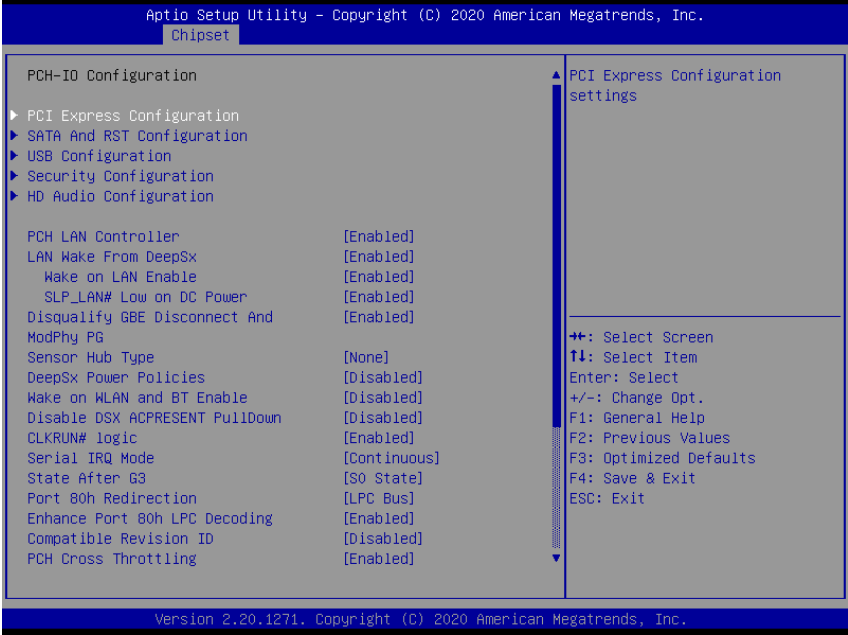 Aptio Setup Utility – Copyright (C) 2020 American Megatrends, Inc.
Chipset
PCH-IO Configuration
PCI Express Configuration
SATA And RST Configuration
USB Configuration
Security Configuration
HD Audio Configuration
PCH LAN Controller [Enabled]
LAN Wake From DeepSx [Enabled]
Wake on LAN Enable [Enabled]
SLP_LAN# Low on DC Power [Enabled]
Disqualify GBE Disconnect And [Enabled]
ModPhy PG
Sensor Hub Type [None]
DeepSx Power Policies [Disabled]
Wake on WLAN and BT Enable [Disabled]
Disable DSX ACPRESENT PullDown [Disabled]
CLKRUN# logic [Enabled]
Serial IRQ Mode [Continuous]
State After G3 [S0 State]
Port 80h Redirection [LPC Bus]
Enhance Port 80h LPC Decoding [Enabled]
Compatible Revision ID [Disabled]
PCH Cross Throttling [Enabled]
PCI Express Configuration
settings
→←: Select Screen
↑↓: Select Item
Enter: Select
+/-: Change Opt.
F1: General Help
F2: Previous Values
F3: Optimized Defaults
F4: Save & Exit
ESC: Exit
Version 2.20.1271. Copyright (C) 2020 American Megatrends, Inc.